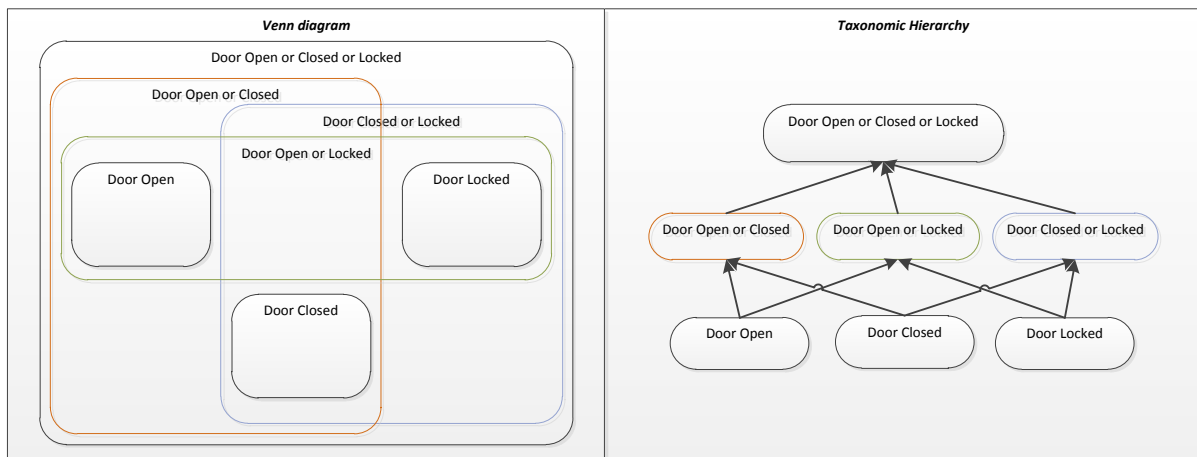 Venn diagram
Door Open or Closed or Locked
Door Open or Closed
Door Closed or Locked
Door Open or Locked
Door Open
Door Locked
Door Closed
Taxonomic Hierarchy
Door Open or Closed or Locked
Door Open or Closed
Door Open or Locked
Door Closed or Locked
Door Open
Door Closed
Door Locked